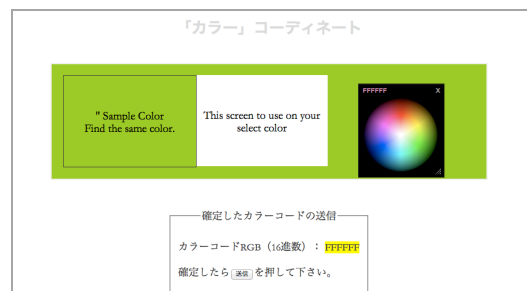 「カラー」コーディネート
" Sample Color
Find the same color.
This screen to use on your
select color
FFFFFF X
確定したカラーコードの送信
カラーコードRGB（16進数）： FFFFFF
確定したら 送信 を押して下さい。